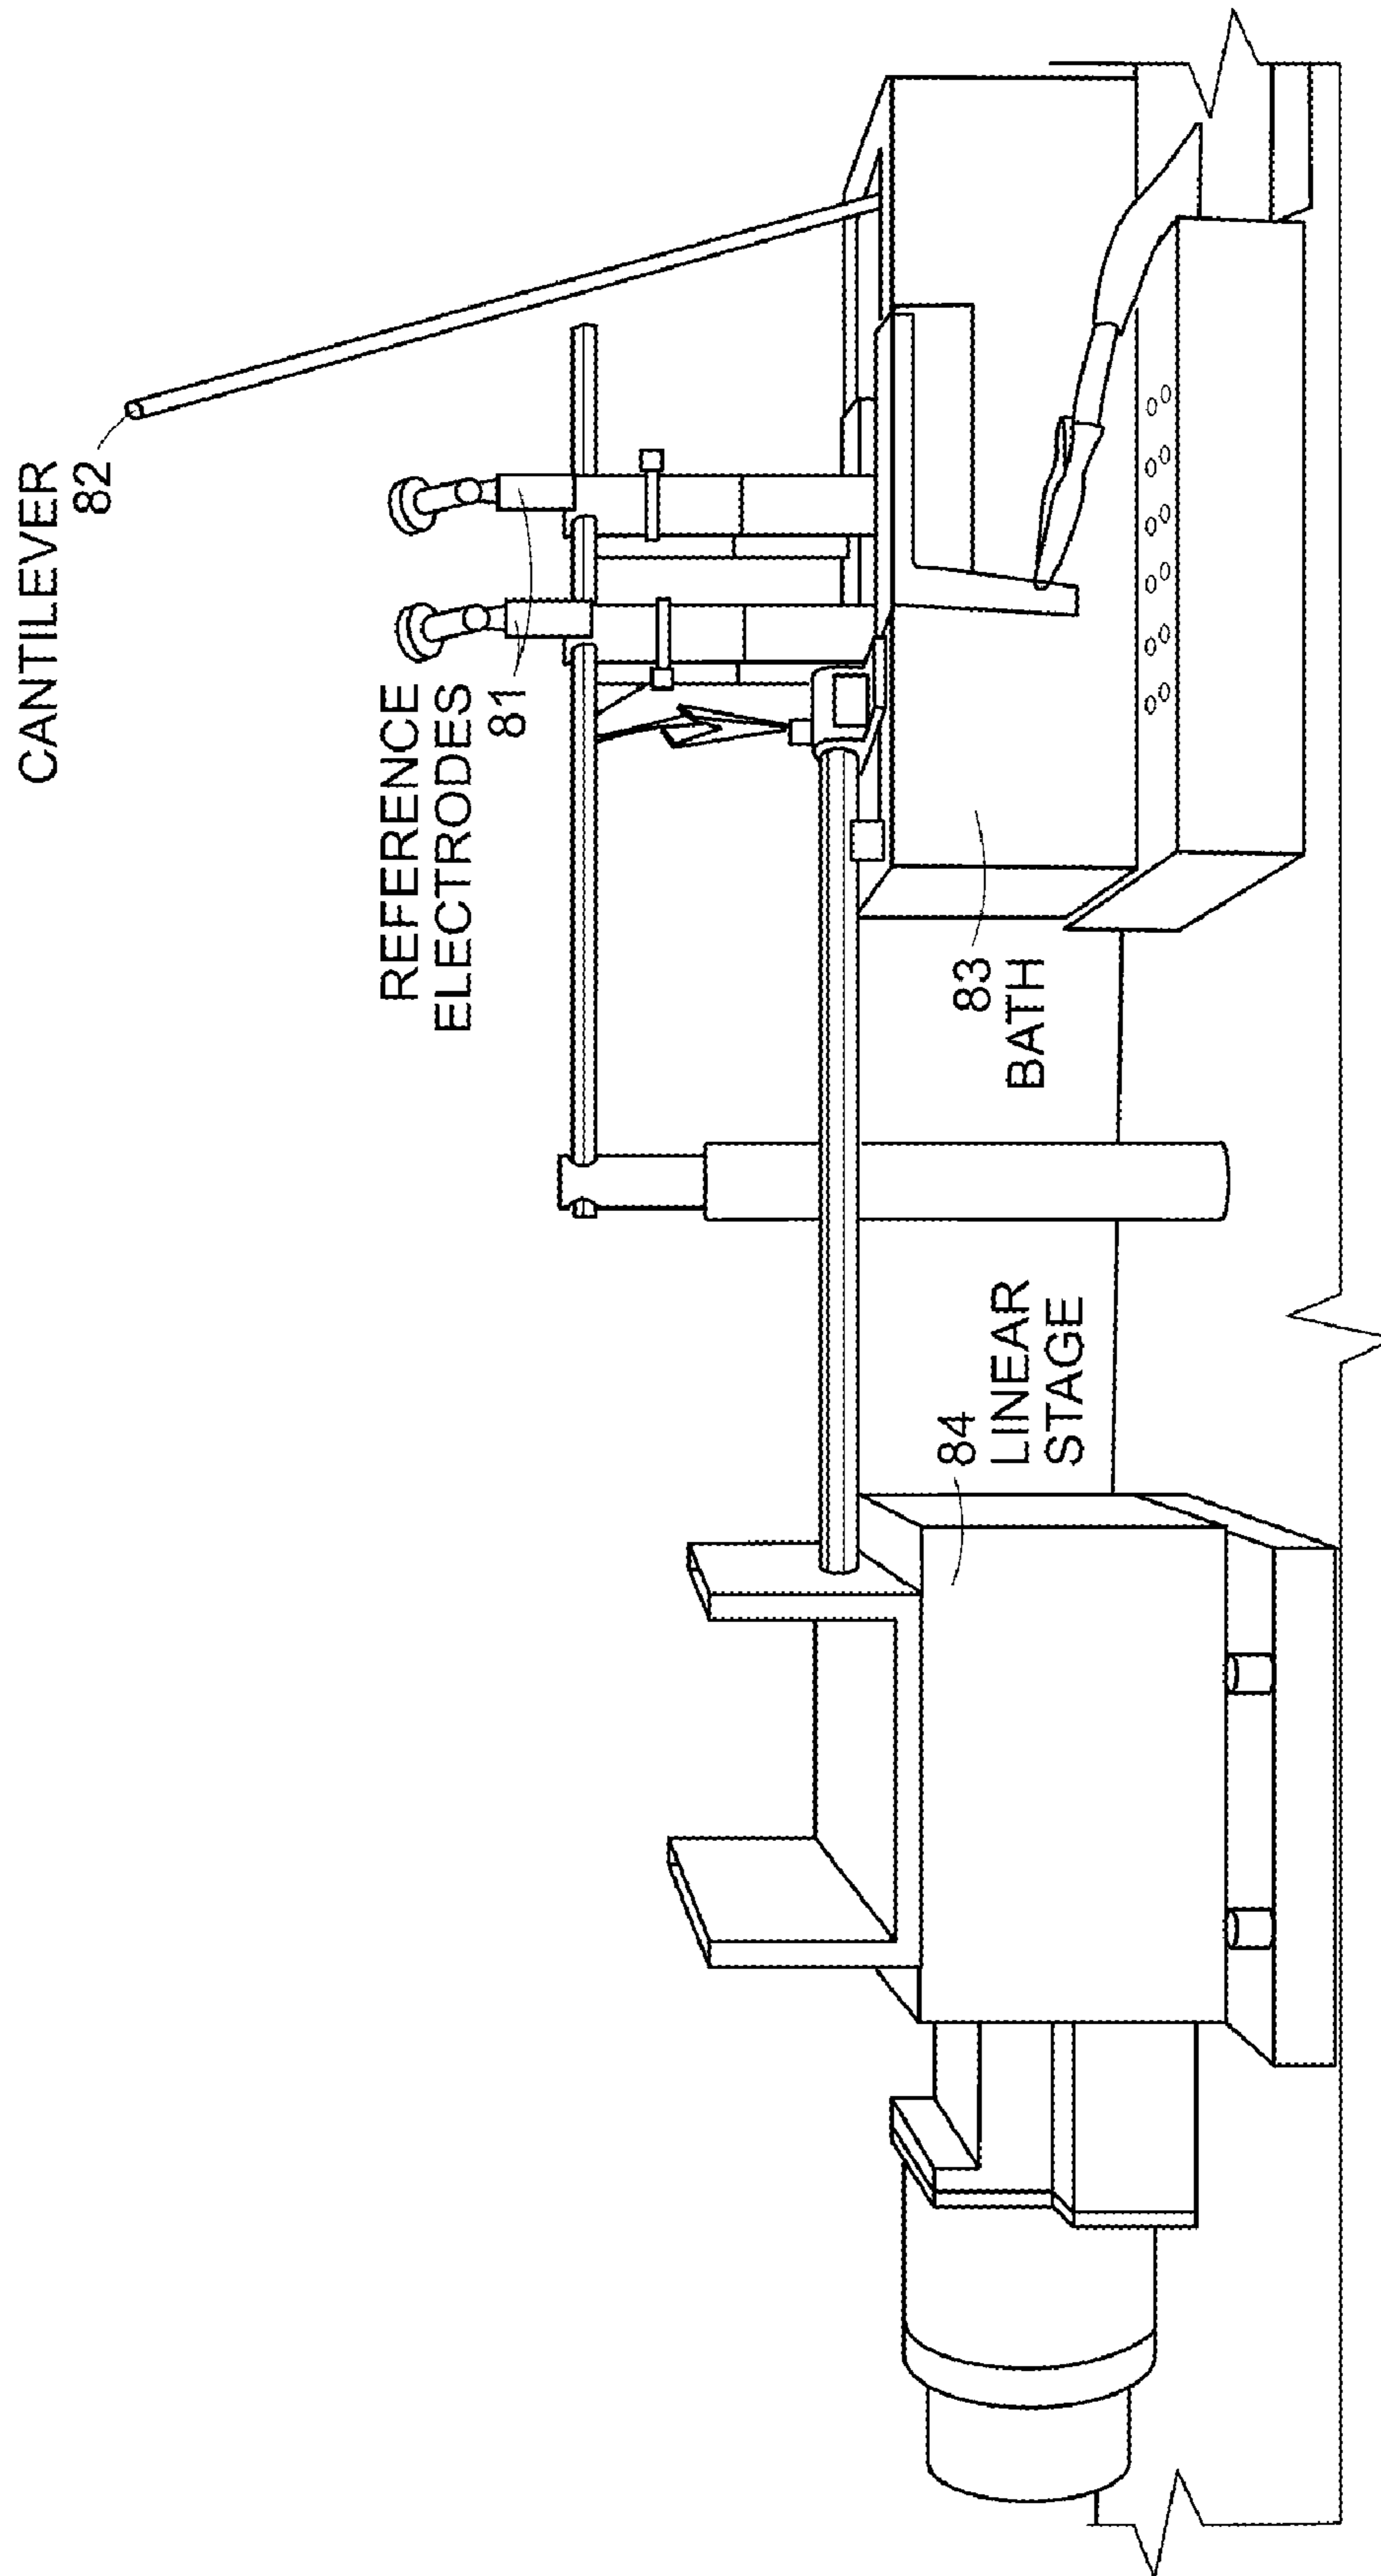 CANTILEVER
82
REFERENCE
ELECTRODES
81
83
BATH
84
LINEAR
STAGE